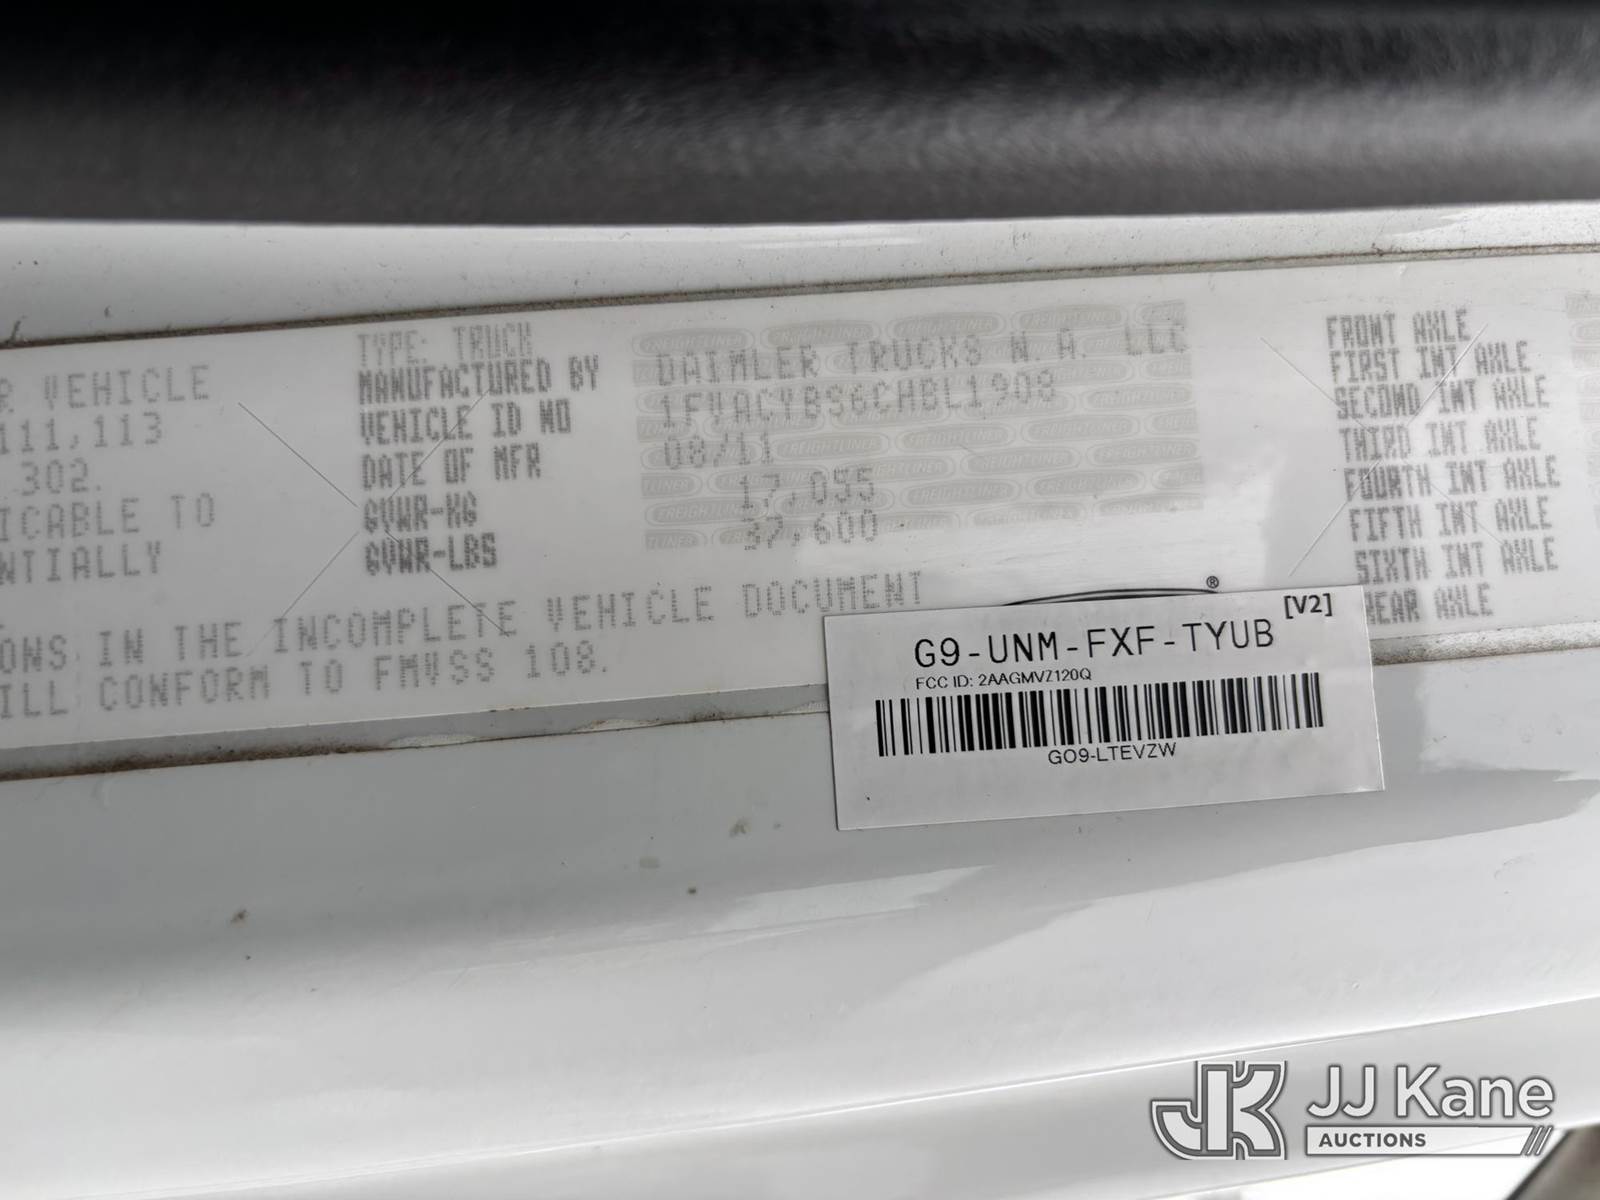 R VEHICLE
111,113
302.
ICABLE TO
NTIALLY
TYPE: TRUCK
MANUFACTURED BY DAIMLER TRUCKS N.A. LLC
VEHICLE ID NO 1FVACYBS6CHBL1908
DATE OF MFR 08/11
GVWR-KG 17,055
GVWR-LBS 37,600
FRONT AXLE
FIRST INT AXLE
SECOND INT AXLE
THIRD INT AXLE
FOURTH INT AXLE
FIFTH INT AXLE
SIXTH INT AXLE
REAR AXLE
ONS IN THE INCOMPLETE VEHICLE DOCUMENT
ILL CONFORM TO FMVSS 108.
®
[V2]
G9-UNM-FXF-TYUB
FCC ID: 2AAGMVZ120Q
GO9-LTEVZW
JK JJ Kane
AUCTIONS